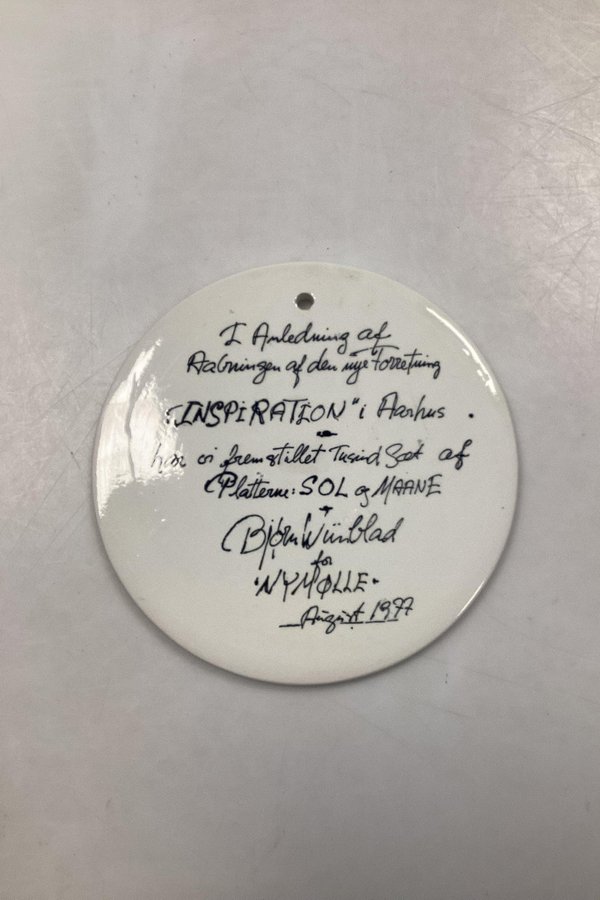 I Anledning af
Aabningen af den nye Forretning
"INSPiRATION" i Aarhus .
har vi fremstillet Tusind Sæt af
Platterne: SOL og MAANE
Bjørn Wiinblad
for
"NYMØLLE"
August 1977